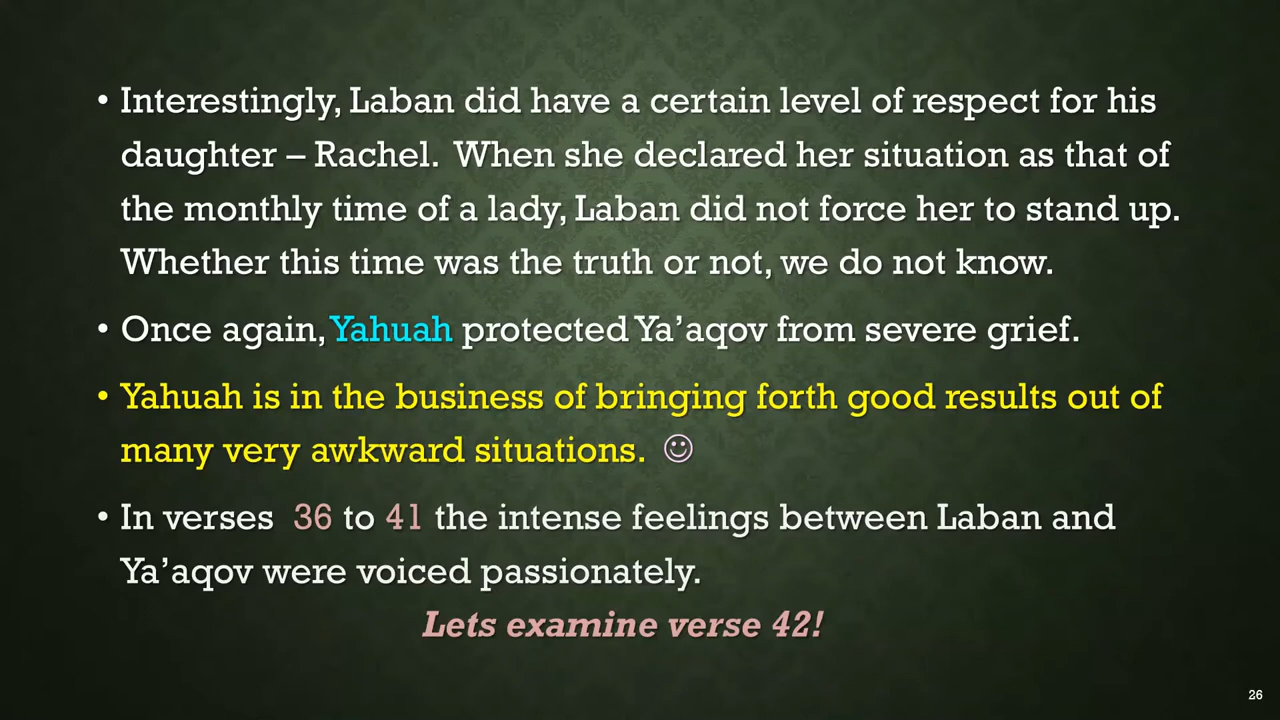 • Interestingly, Laban did have a certain level of respect for his
daughter – Rachel.  When she declared her situation as that of
the monthly time of a lady, Laban did not force her to stand up.
Whether this time was the truth or not, we do not know.
• Once again, Yahuah protected Ya’aqov from severe grief.
• Yahuah is in the business of bringing forth good results out of
many very awkward situations. ☺
• In verses  36 to 41 the intense feelings between Laban and
Ya’aqov were voiced passionately.
Lets examine verse 42!
26